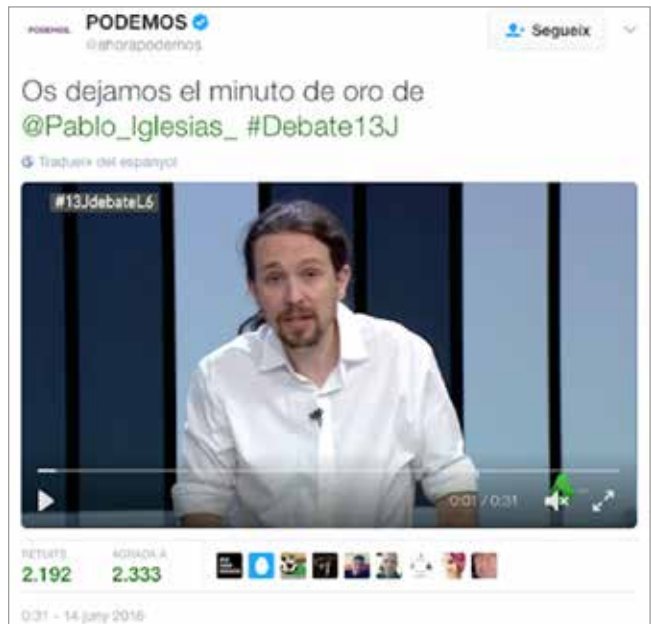 PODEMOS
PODEMOS
@ahorapodemos
Segueix
Os dejamos el minuto de oro de
@Pablo_Iglesias_ #Debate13J
Tradueix del espanyol
#13JdebateL6
0:01 / 0:31
RETUITS
AGRADA A
2.192
2.333
0:31 - 14 juny 2016